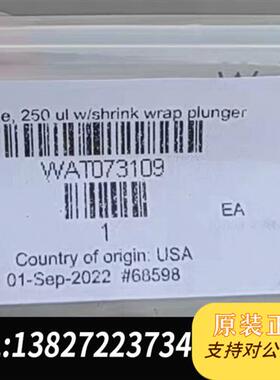 e, 250 ul w/shrink wrap plunger
WAT073109
1
EA
Country of origin: USA
01-Sep-2022 #68598
:13827223734
原装正
支持对公